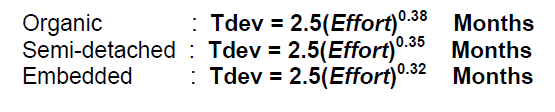 Organic : Tdev = 2.5(Effort)^0.38 Months
Semi-detached : Tdev = 2.5(Effort)^0.35 Months
Embedded : Tdev = 2.5(Effort)^0.32 Months